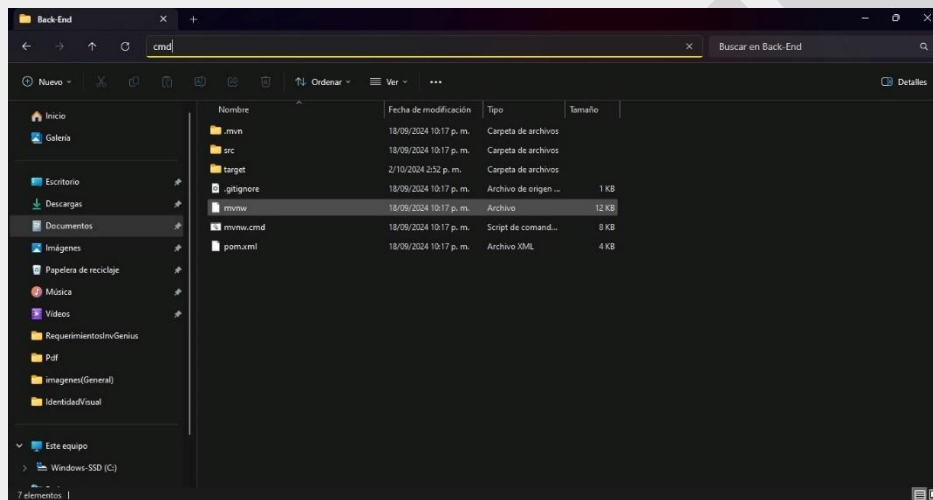 Back-End
cmd
Buscar en Back-End
Nuevo
Ordenar
Ver
Detalles
Inicio
Galería
Escritorio
Descargas
Documentos
Imágenes
Papelera de reciclaje
Música
Vídeos
RequerimientosInvGenius
Pdf
imagenes(General)
IdentidadVisual
Este equipo
Windows-SSD (C:)
Nombre Fecha de modificación Tipo Tamaño
.mvn 18/09/2024 10:17 p. m. Carpeta de archivos
src 18/09/2024 10:17 p. m. Carpeta de archivos
target 2/10/2024 2:52 p. m. Carpeta de archivos
.gitignore 18/09/2024 10:17 p. m. Archivo de origen ... 1 KB
mvnw 18/09/2024 10:17 p. m. Archivo 12 KB
mvnw.cmd 18/09/2024 10:17 p. m. Script de comand... 8 KB
pom.xml 18/09/2024 10:17 p. m. Archivo XML 4 KB
7 elementos